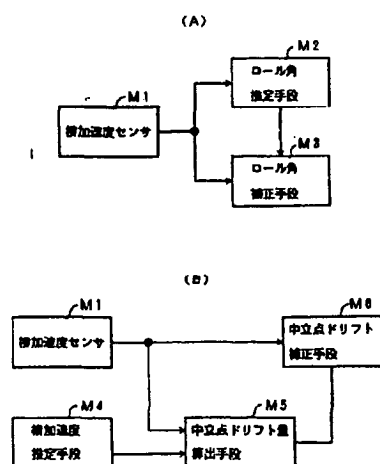 (A)
M2
ロール角
推定手段
M1
横加速度センサ
M3
ロール角
補正手段
(B)
M1
横加速度センサ
M6
中立点ドリフト
補正手段
M4
横加速度
推定手段
M5
中立点ドリフト量
算出手段